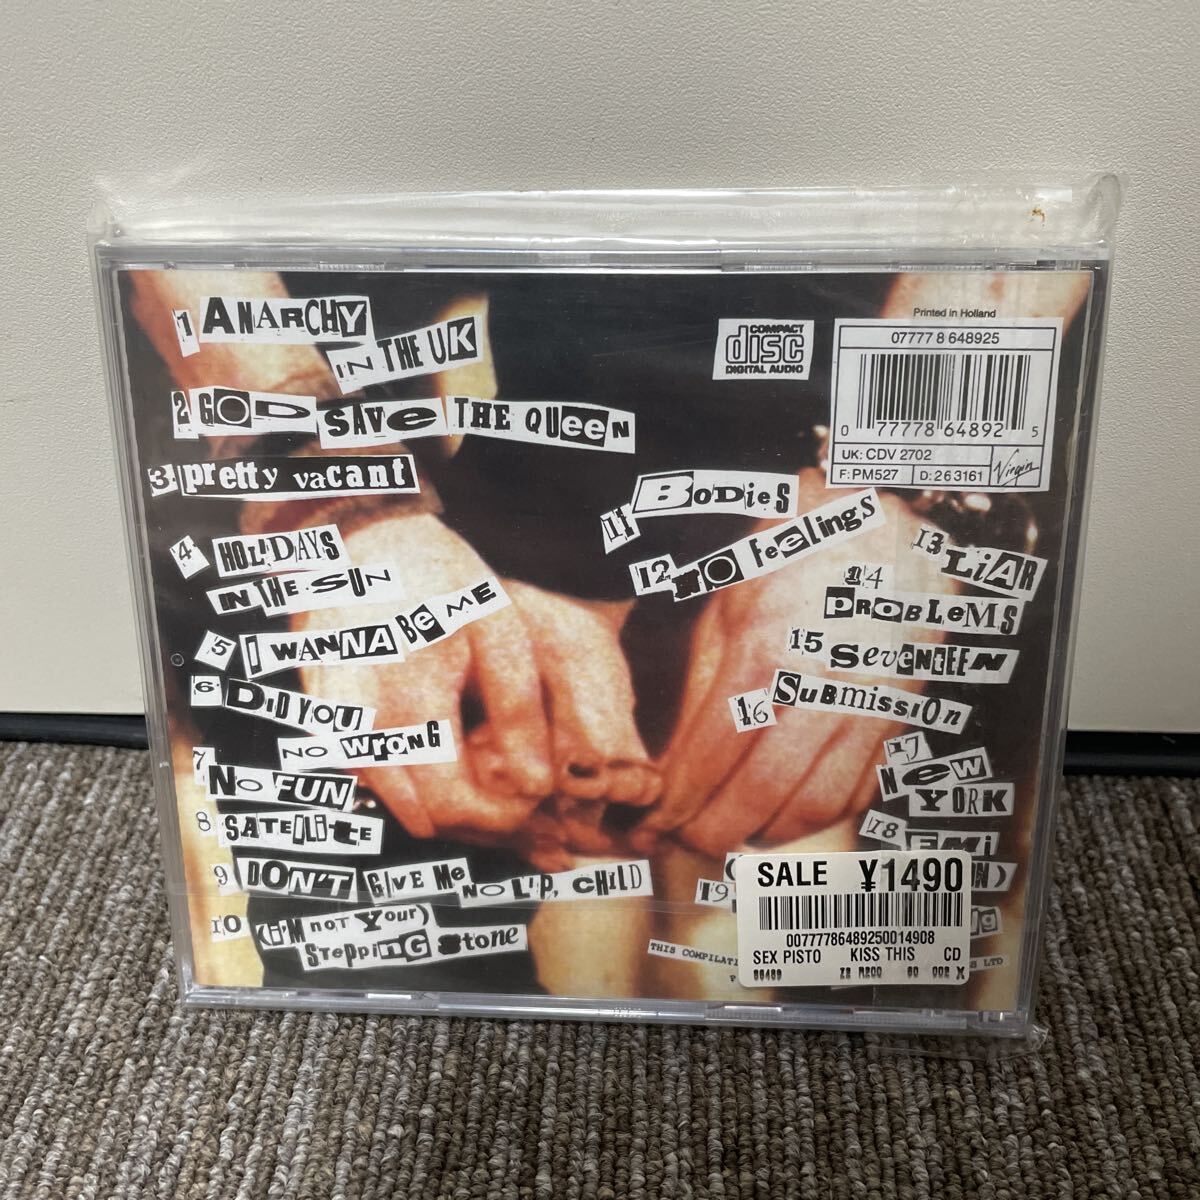 1 ANARCHY
IN THE UK
2 GOD SAVE THE QUEEN
3 pretty vacant
4 HOLIDAYS
IN THE SUN
5 I WANNA Be ME
6 DiD YOU
NO WRONG
7 NO FUN
8 SATELLITE
9 DON'T GIVE Me NO LIP, CHILD
10 (i'M not Your)
Stepping Stone
COMPACT
disc
DIGITAL AUDIO
Printed in Holland
07777 8 648925
0 77778 64892 5
UK: CDV 2702
F: PM527 D: 263161 Virgin
11 BoDieS
12 NO Feelings
13 LiAR
14
PROBLeMS
15 SeVeNTEEN
16 SuBmissiOn
17
New
YORK
18 EMi
19
THIS COMPILATI
LTD
SALE ¥1490
00777786489250014908
SEX PISTO KISS THIS CD